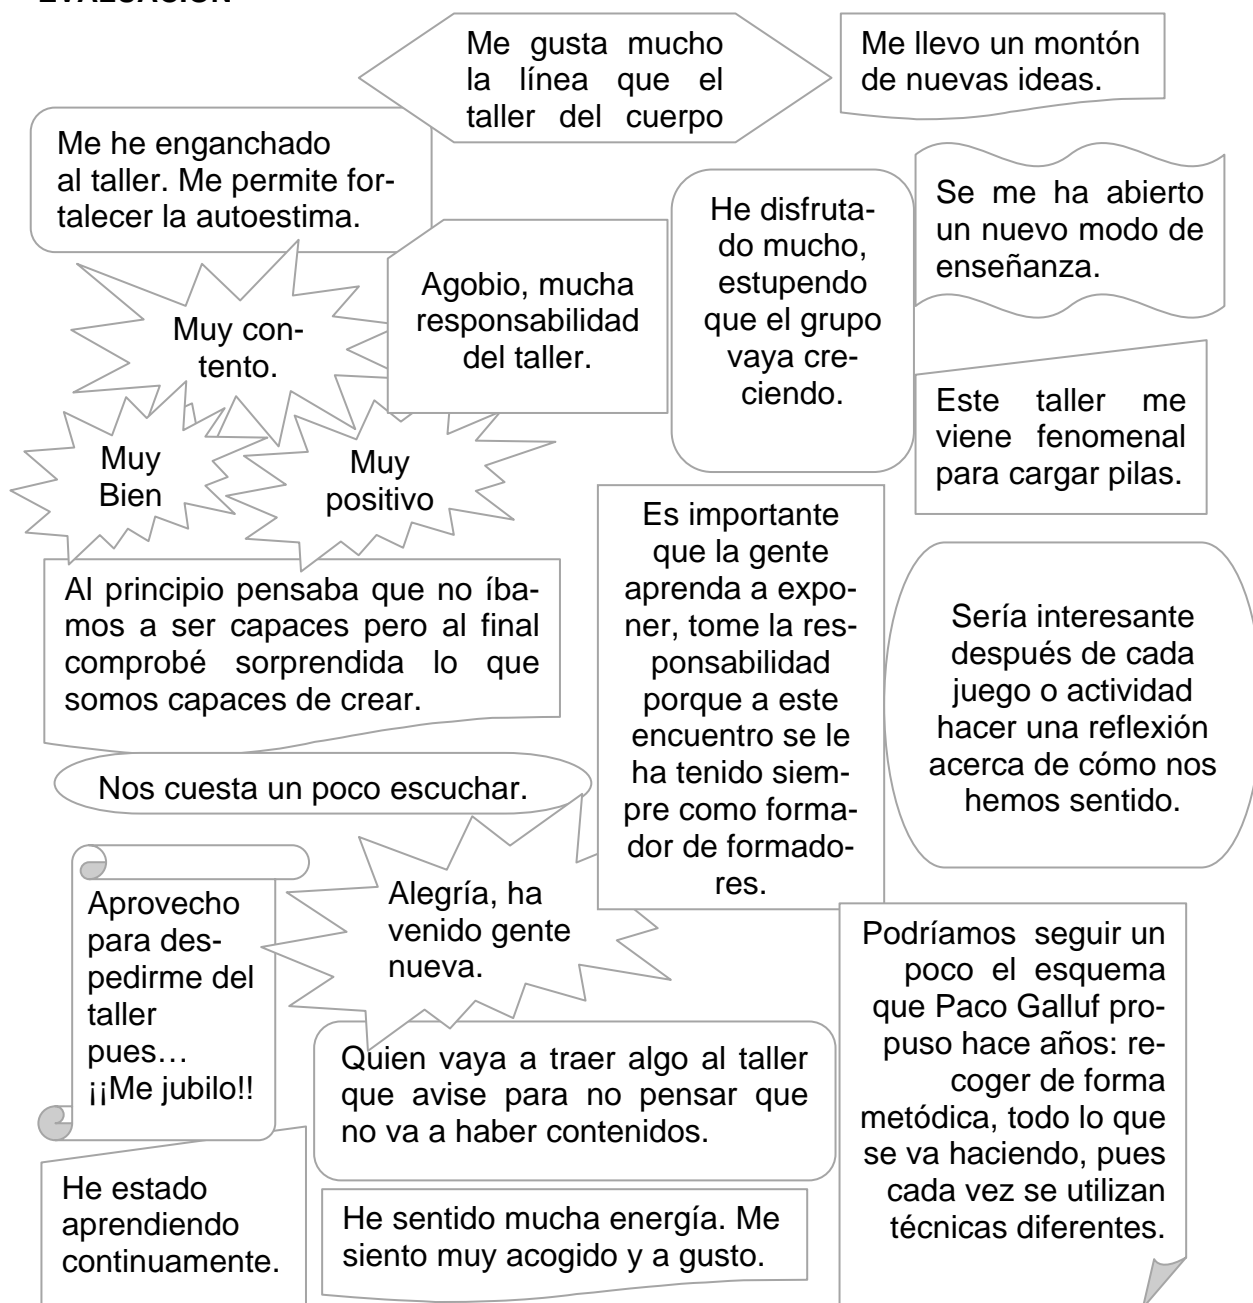 EVALUACIÓN
Me gusta mucho
la línea que el
taller del cuerpo
Me llevo un montón
de nuevas ideas.
Me he enganchado
al taller. Me permite for-
talecer la autoestima.
Se me ha abierto
un nuevo modo de
enseñanza.
He disfruta-
do mucho,
estupendo
que el grupo
vaya cre-
ciendo.
Agobio, mucha
responsabilidad
del taller.
Muy con-
tento.
Este taller me
viene fenomenal
para cargar pilas.
Muy
Bien
Muy
positivo
Es importante
que la gente
aprenda a expo-
ner, tome la res-
ponsabilidad
porque a este
encuentro se le
ha tenido siem-
pre como forma-
dor de formado-
res.
Al principio pensaba que no íba-
mos a ser capaces pero al final
comprobé sorprendida lo que
somos capaces de crear.
Sería interesante
después de cada
juego o actividad
hacer una reflexión
acerca de cómo nos
hemos sentido.
Nos cuesta un poco escuchar.
Alegría, ha
venido gente
nueva.
Aprovecho
para des-
pedirme del
taller
pues…
¡¡Me jubilo!!
Podríamos seguir un
poco el esquema
que Paco Galluf pro-
puso hace años: re-
coger de forma
metódica, todo lo que
se va haciendo, pues
cada vez se utilizan
técnicas diferentes.
Quien vaya a traer algo al taller
que avise para no pensar que
no va a haber contenidos.
He estado
aprendiendo
continuamente.
He sentido mucha energía. Me
siento muy acogido y a gusto.